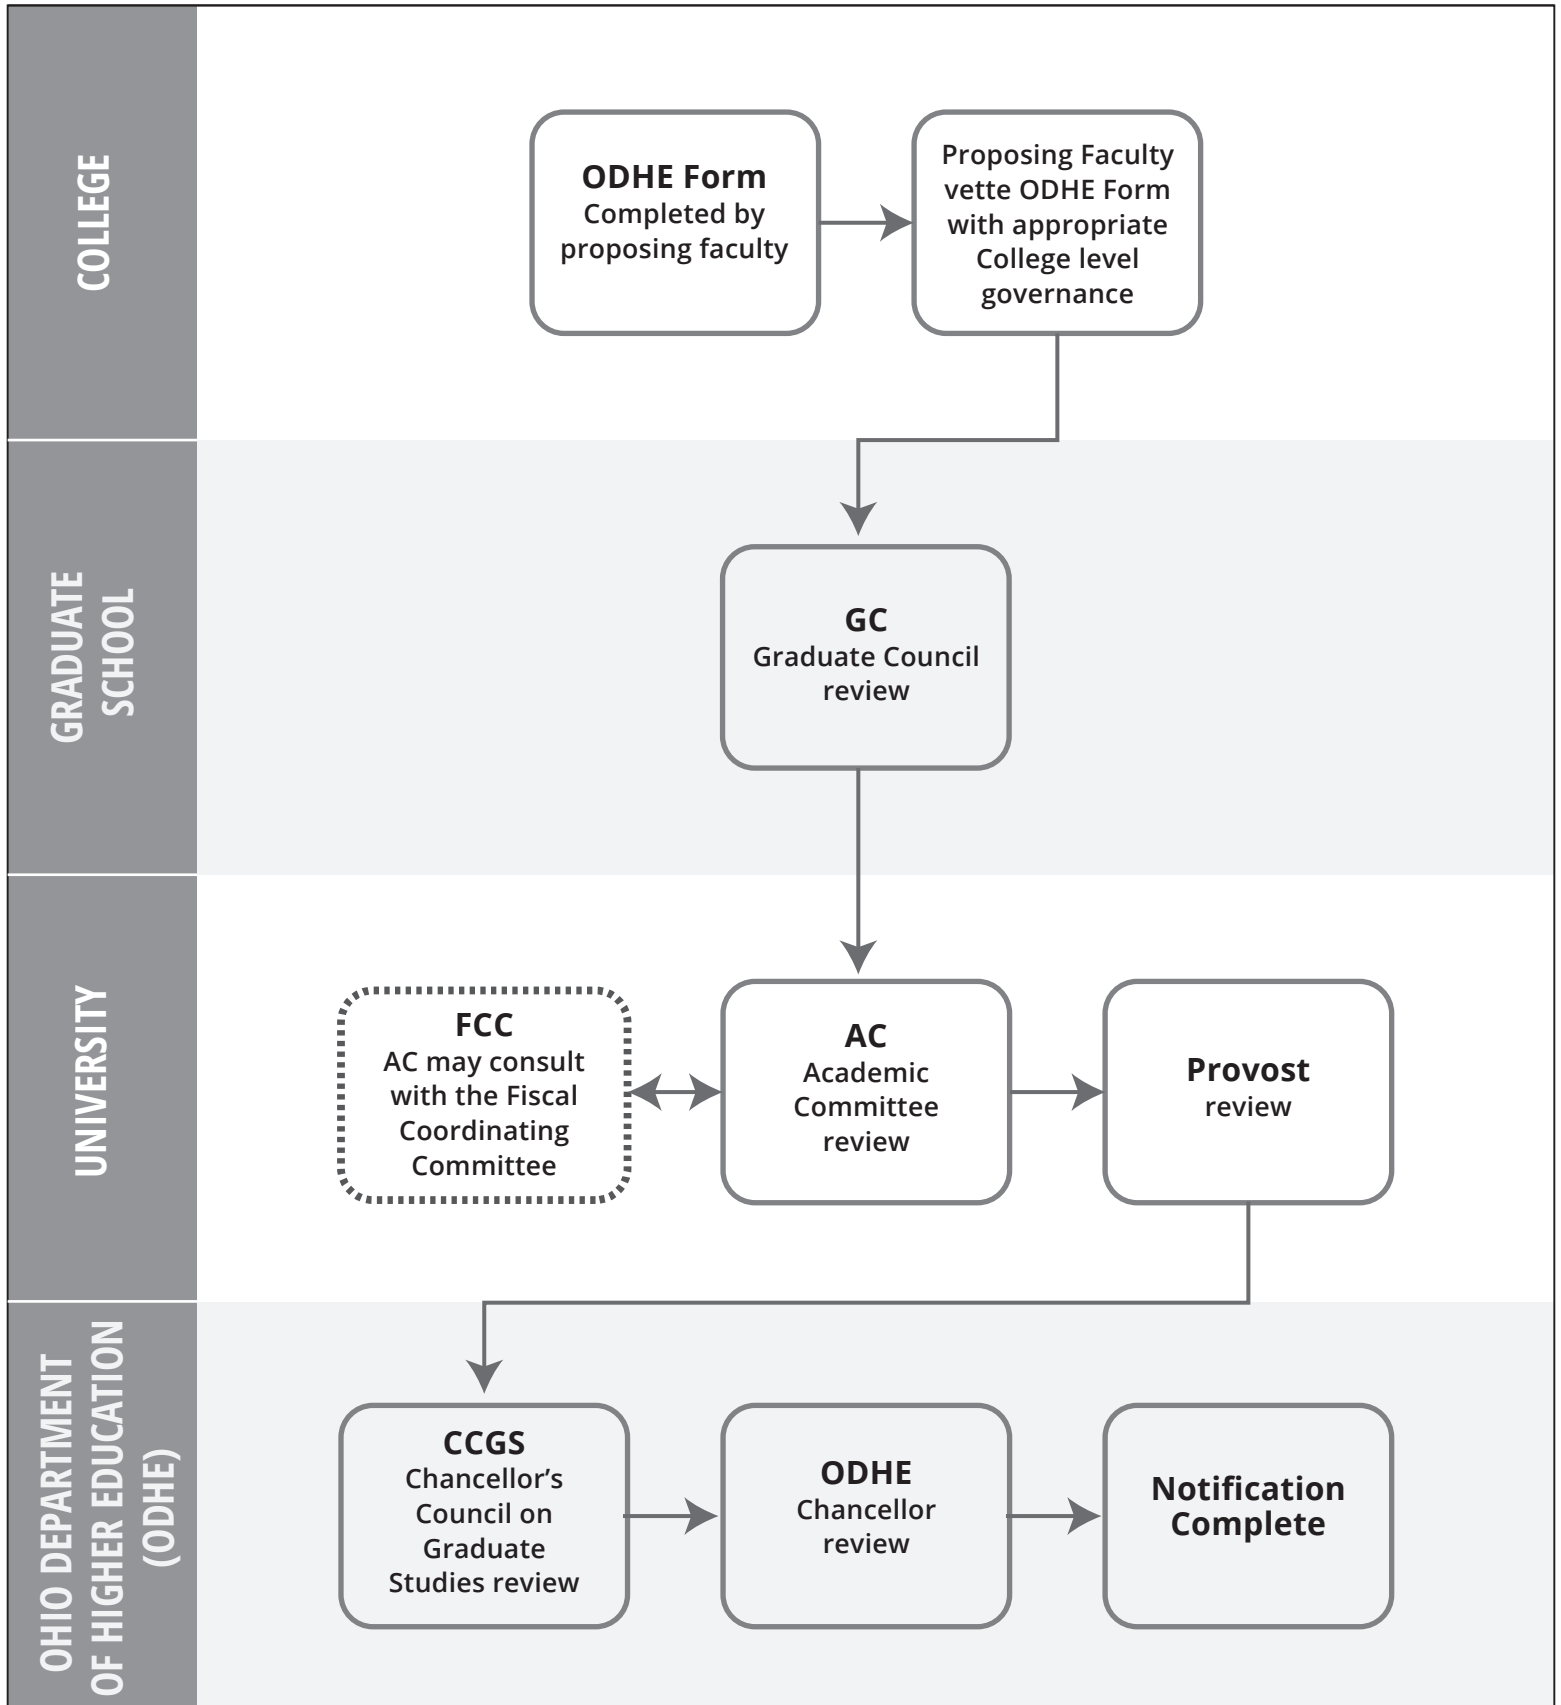 COLLEGE
ODHE Form
Completed by
proposing faculty
Proposing Faculty
vette ODHE Form
with appropriate
College level
governance
GRADUATE
SCHOOL
GC
Graduate Council
review
UNIVERSITY
FCC
AC may consult
with the Fiscal
Coordinating
Committee
AC
Academic
Committee
review
Provost
review
OHIO DEPARTMENT
OF HIGHER EDUCATION
(ODHE)
CCGS
Chancellor’s
Council on
Graduate
Studies review
ODHE
Chancellor
review
Notification
Complete